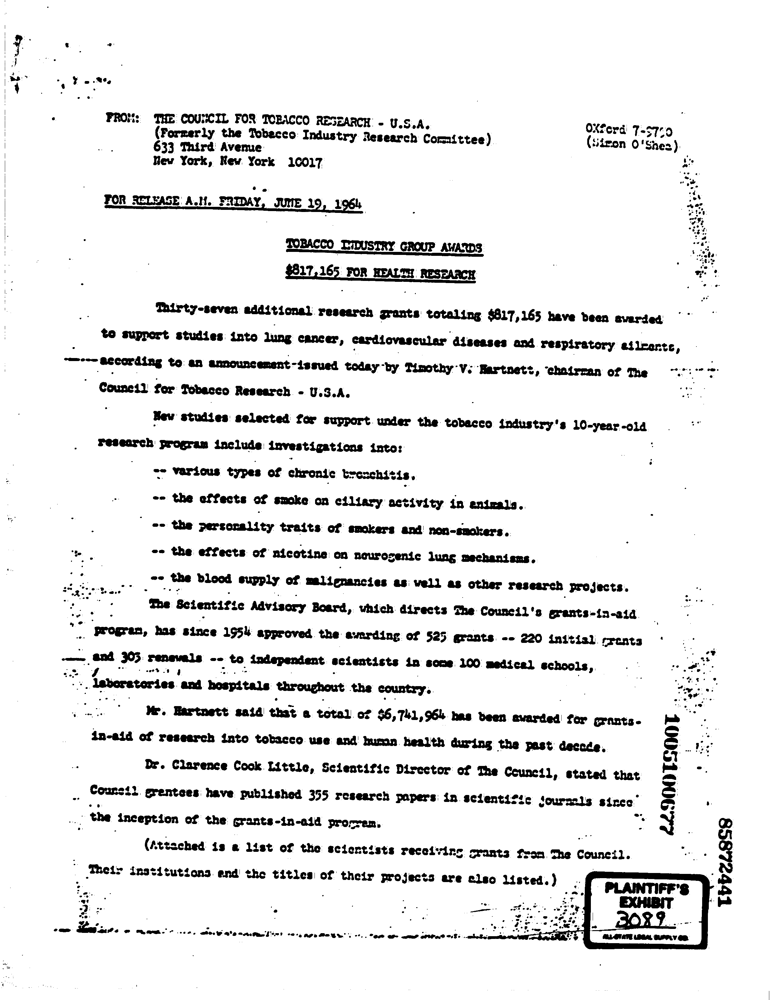 FROM: THE COUNCIL FOR TOBACCO RESEARCH - U.S.A.
(Formerly the Tobacco Industry Research Committee)
633 Third Avenue
New York, New York 10017
OXford
(Simon O'Shea)
FOR RELEASE A.M. FRIDAY, JUNE 19, 1964
TOBACCO INDUSTRY GROUP AWARDS
$817,165 FOR HEALTH RESEARCH
Thirty-seven additional research grants totaling $817,165 have been awarded
to support studies into lung cancer, cardiovascular diseases and respiratory ailments,
according to an announcement issued today by Timothy V. Hartnett, chairman of The
Council for Tobacco Research - U.S.A.
New studies selected for support under the tobacco industry's 10-year-old
research program include investigations into:
-- various types of chronic bronchitis.
-- the effects of smoke on ciliary activity in animals.
-- the personality traits of smokers and non-smokers.
-- the effects of nicotine on neurogenic lung mechanisms.
-- the blood supply of malignancies as well as other research projects.
The Scientific Advisory Board, which directs The Council's grants-in-aid
program, has since 1954 approved the awarding of 525 grants -- 220 initial grants
and 305 renewals -- to independent scientists in some 100 medical schools,
laboratories and hospitals throughout the country.
Mr. Hartnett said that a total of $6,741,964 has been awarded for grants-
in-aid of research into tobacco use and human health during the past decade.
Dr. Clarence Cook Little, Scientific Director of The Council, stated that
Council grantees have published 355 research papers in scientific journals since
the inception of the grants-in-aid program.
(Attached is a list of the scientists receiving grants from The Council.
Their institutions and the titles of their projects are also listed.)
1005100677
85872441
PLAINTIFF'S
EXHIBIT
3089
ALL-STATE LEGAL SUPPLY CO.